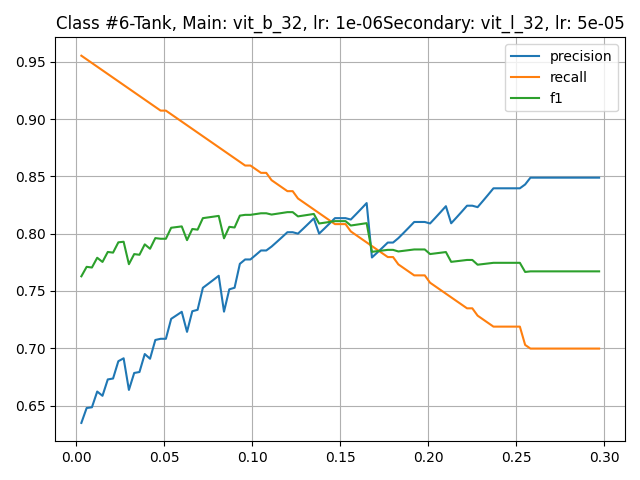 Class #6-Tank, Main: vit_b_32, lr: 1e-06Secondary: vit_l_32, lr: 5e-05
precision
recall
f1
0.95
0.90
0.85
0.80
0.75
0.70
0.65
0.00 0.05 0.10 0.15 0.20 0.25 0.30